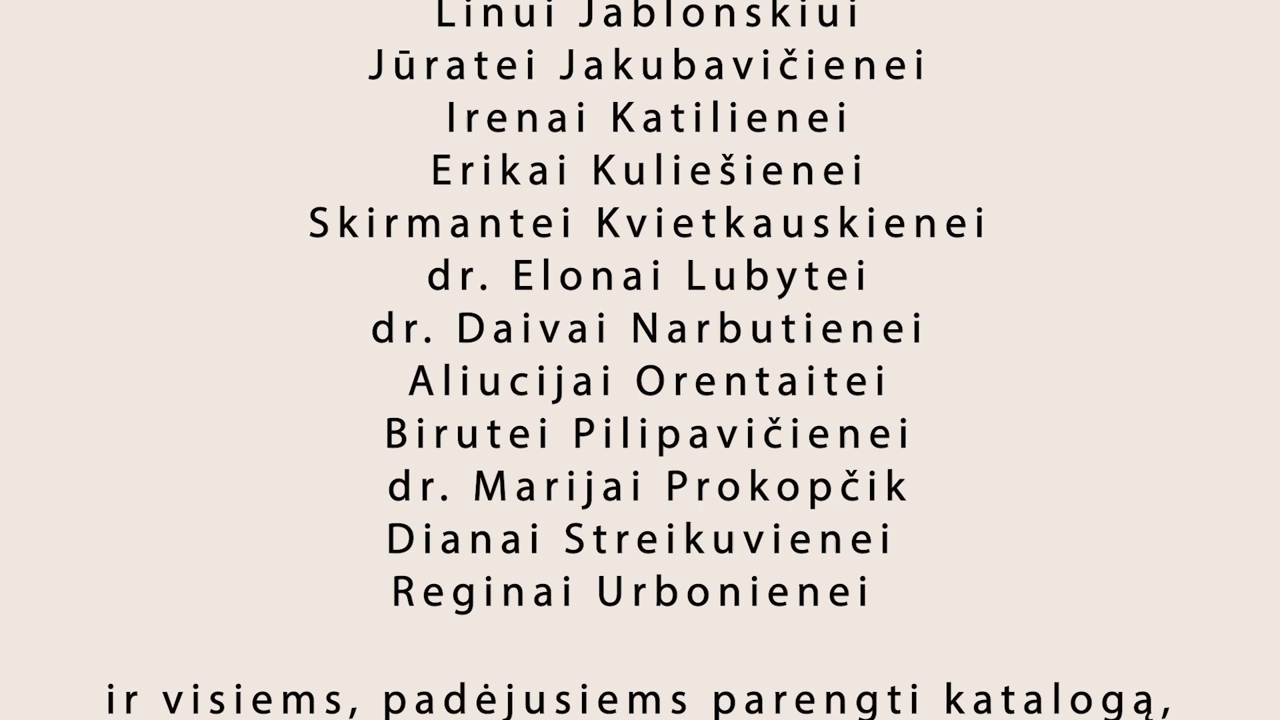 Linui Jablonskiui
Jūratei Jakubavičienei
Irenai Katilienei
Erikai Kuliešienei
Skirmantei Kvietkauskienei
dr. Elonai Lubytei
dr. Daivai Narbutienei
Aliucijai Orentaitei
Birutei Pilipavičienei
dr. Marijai Prokopčik
Dianai Streikuvienei
Reginai Urbonienei
ir visiems, padėjusiems parengti katalogą,